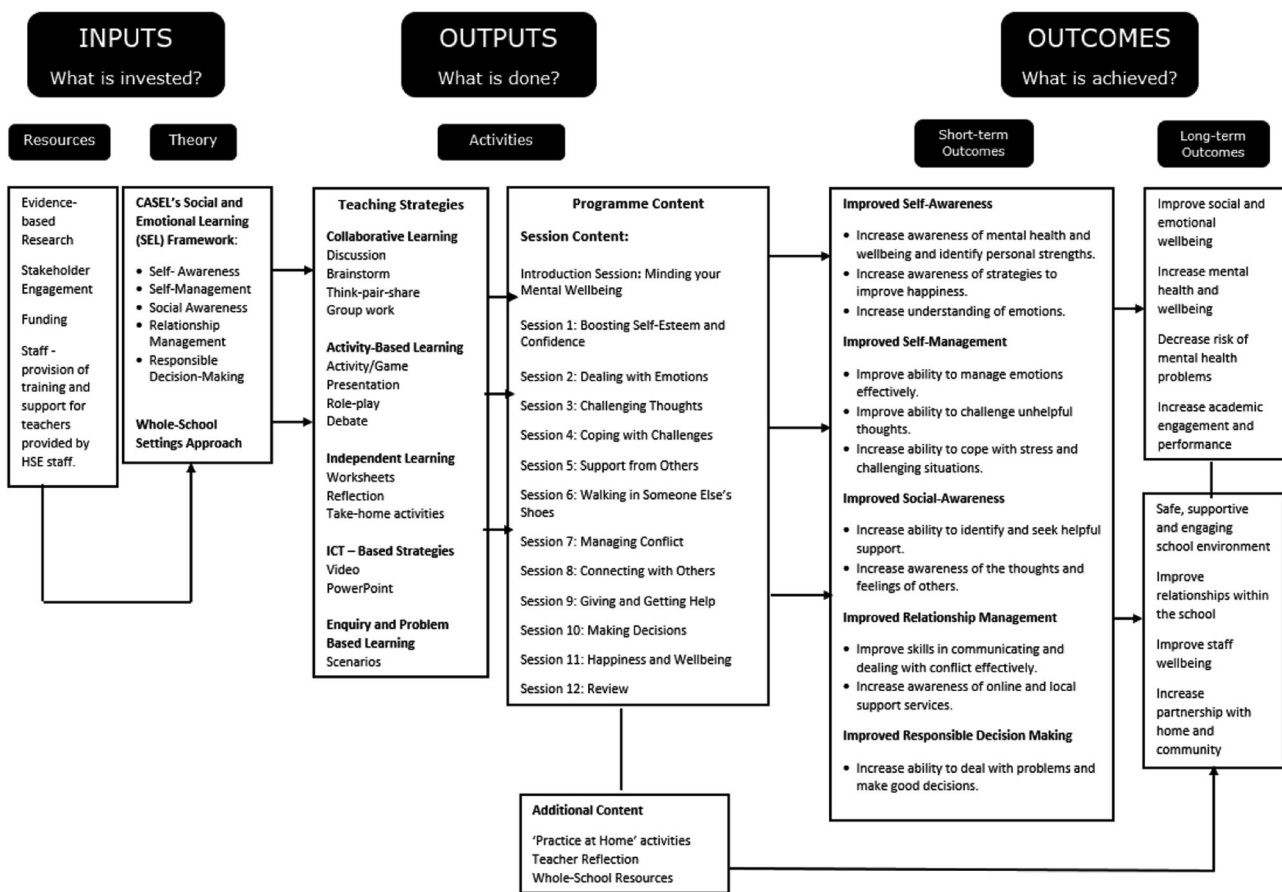 INPUTS
What is invested?
OUTPUTS
What is done?
OUTCOMES
What is achieved?
Resources
Theory
Activities
Short-term
Outcomes
Long-term
Outcomes
Evidence-
based
Research
Stakeholder
Engagement
Funding
Staff -
provision of
training and
support for
teachers
provided by
HSE staff.
CASEL's Social and
Emotional Learning
(SEL) Framework:
• Self- Awareness
• Self-Management
• Social Awareness
• Relationship
Management
• Responsible
Decision-Making
Whole-School
Settings Approach
Teaching Strategies
Collaborative Learning
Discussion
Brainstorm
Think-pair-share
Group work
Activity-Based Learning
Activity/Game
Presentation
Role-play
Debate
Independent Learning
Worksheets
Reflection
Take-home activities
ICT – Based Strategies
Video
PowerPoint
Enquiry and Problem
Based Learning
Scenarios
Programme Content
Session Content:
Introduction Session: Minding your
Mental Wellbeing
Session 1: Boosting Self-Esteem and
Confidence
Session 2: Dealing with Emotions
Session 3: Challenging Thoughts
Session 4: Coping with Challenges
Session 5: Support from Others
Session 6: Walking in Someone Else's
Shoes
Session 7: Managing Conflict
Session 8: Connecting with Others
Session 9: Giving and Getting Help
Session 10: Making Decisions
Session 11: Happiness and Wellbeing
Session 12: Review
Additional Content
'Practice at Home' activities
Teacher Reflection
Whole-School Resources
Improved Self-Awareness
• Increase awareness of mental health and
wellbeing and identify personal strengths.
• Increase awareness of strategies to
improve happiness.
• Increase understanding of emotions.
Improved Self-Management
• Improve ability to manage emotions
effectively.
• Improve ability to challenge unhelpful
thoughts.
• Increase ability to cope with stress and
challenging situations.
Improved Social-Awareness
• Increase ability to identify and seek helpful
support.
• Increase awareness of the thoughts and
feelings of others.
Improved Relationship Management
• Improve skills in communicating and
dealing with conflict effectively.
• Increase awareness of online and local
support services.
Improved Responsible Decision Making
• Increase ability to deal with problems and
make good decisions.
Improve social and
emotional
wellbeing
Increase mental
health and
wellbeing
Decrease risk of
mental health
problems
Increase academic
engagement and
performance
Safe, supportive
and engaging
school environment
Improve
relationships within
the school
Improve staff
wellbeing
Increase
partnership with
home and
community